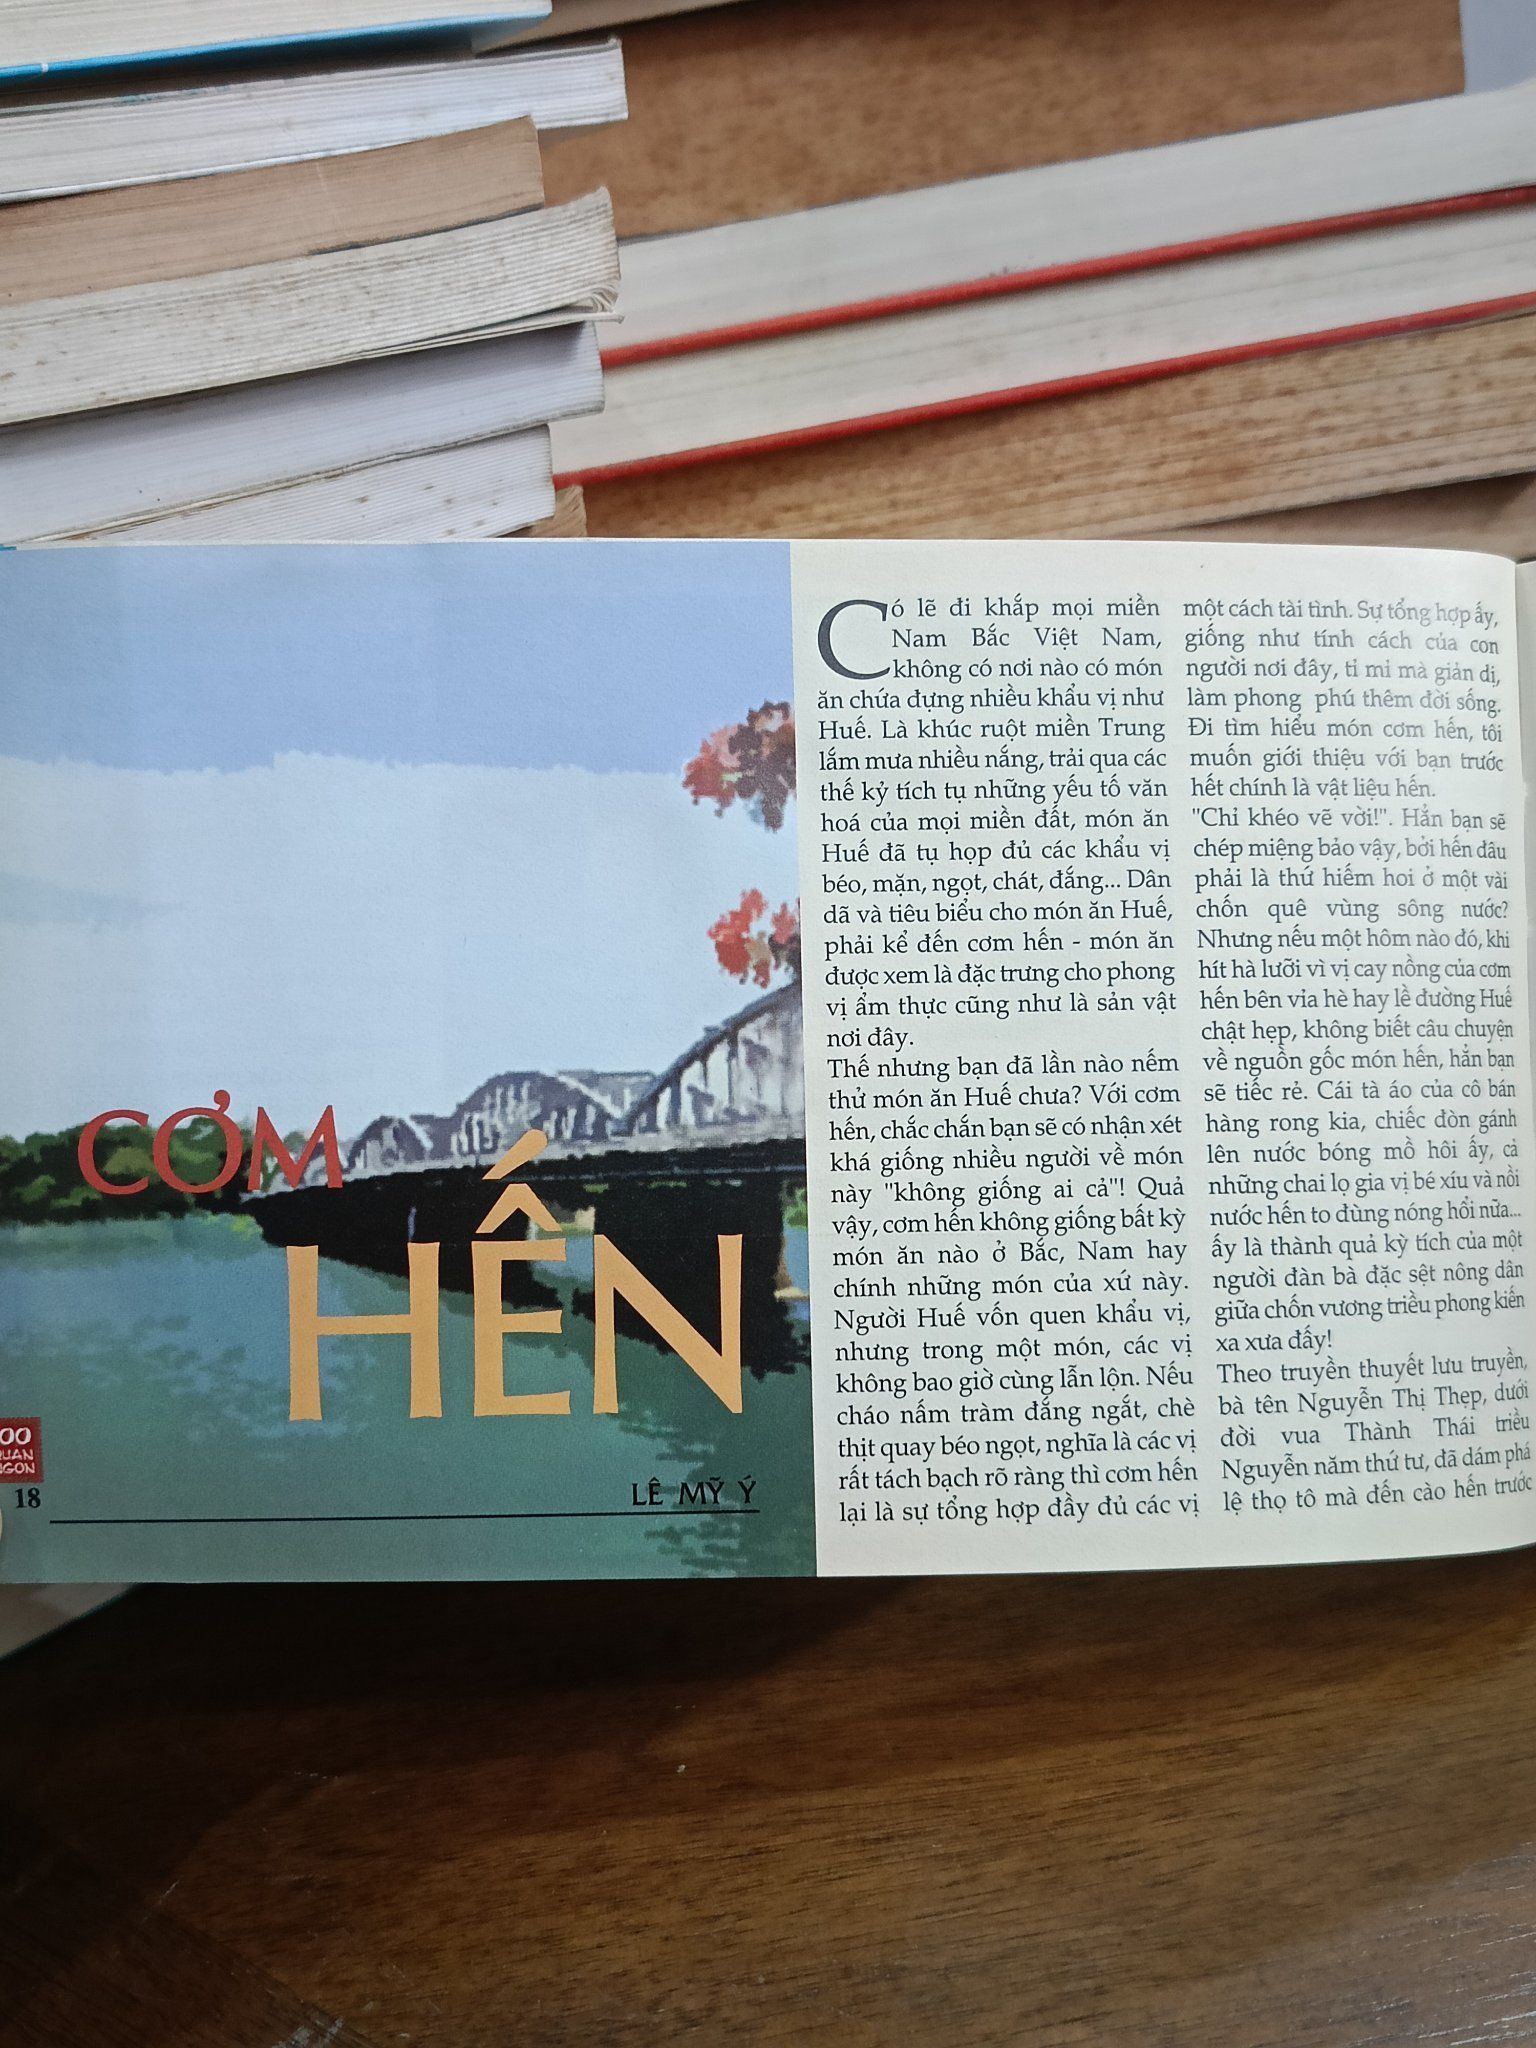 CƠM
HẾN
OO
QUAN
NGON
18
LÊ MỸ Ý
Có lẽ đi khắp mọi miền
Nam Bắc Việt Nam,
không có nơi nào có món
ăn chứa đựng nhiều khẩu vị như
Huế. Là khúc ruột miền Trung
lắm mưa nhiều nắng, trải qua các
thế kỷ tích tụ những yếu tố văn
hoá của mọi miền đất, món ăn
Huế đã tụ họp đủ các khẩu vị
béo, mặn, ngọt, chát, đắng... Dân
dã và tiêu biểu cho món ăn Huế,
phải kể đến cơm hến - món ăn
được xem là đặc trưng cho phong
vị ẩm thực cũng như là sản vật
nơi đây.
Thế nhưng bạn đã lần nào nếm
thử món ăn Huế chưa? Với cơm
hến, chắc chắn bạn sẽ có nhận xét
khá giống nhiều người về món
này "không giống ai cả"! Quả
vậy, cơm hến không giống bất kỳ
món ăn nào ở Bắc, Nam hay
chính những món của xứ này.
Người Huế vốn quen khẩu vị,
nhưng trong một món, các vị
không bao giờ cùng lẫn lộn. Nếu
cháo nấm tràm đắng ngắt, chè
thịt quay béo ngọt, nghĩa là các vị
rất tách bạch rõ ràng thì cơm hến
lại là sự tổng hợp đầy đủ các vị
một cách tài tình. Sự tổng hợp ấy,
giống như tính cách của con
người nơi đây, tỉ mỉ mà giản dị,
làm phong phú thêm đời sống.
Đi tìm hiểu món cơm hến, tôi
muốn giới thiệu với bạn trước
hết chính là vật liệu hến.
"Chỉ khéo vẽ vời!". Hẳn bạn sẽ
chép miệng bảo vậy, bởi hến đâu
phải là thứ hiếm hoi ở một vài
chốn quê vùng sông nước?
Nhưng nếu một hôm nào đó, khi
hít hà lưỡi vì vị cay nồng của cơm
hến bên vỉa hè hay lề đường Huế
chật hẹp, không biết câu chuyện
về nguồn gốc món hến, hẳn bạn
sẽ tiếc rẻ. Cái tà áo của cô bán
hàng rong kia, chiếc đòn gánh
lên nước bóng mồ hôi ấy, cả
những chai lọ gia vị bé xíu và nồi
nước hến to đùng nóng hổi nữa...
ấy là thành quả kỳ tích của một
người đàn bà đặc sệt nông dân
giữa chốn vương triều phong kiến
xa xưa đấy!
Theo truyền thuyết lưu truyền,
bà tên Nguyễn Thị Thẹp, dưới
đời vua Thành Thái triều
Nguyễn năm thứ tư, đã dám phá
lệ thọ tô mà đến cào hến trước